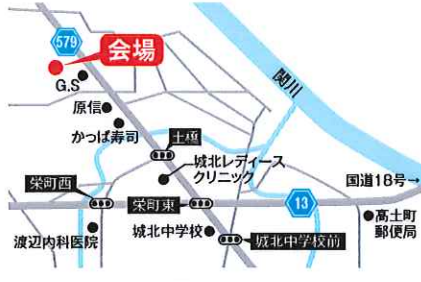 579
会場
G.S
関川
原信
かっぱ寿司
土橋
城北レディース
クリニック
栄町西
国道18号→
栄町東
13
渡辺内科医院
城北中学校
高土町
郵便局
城北中学校前